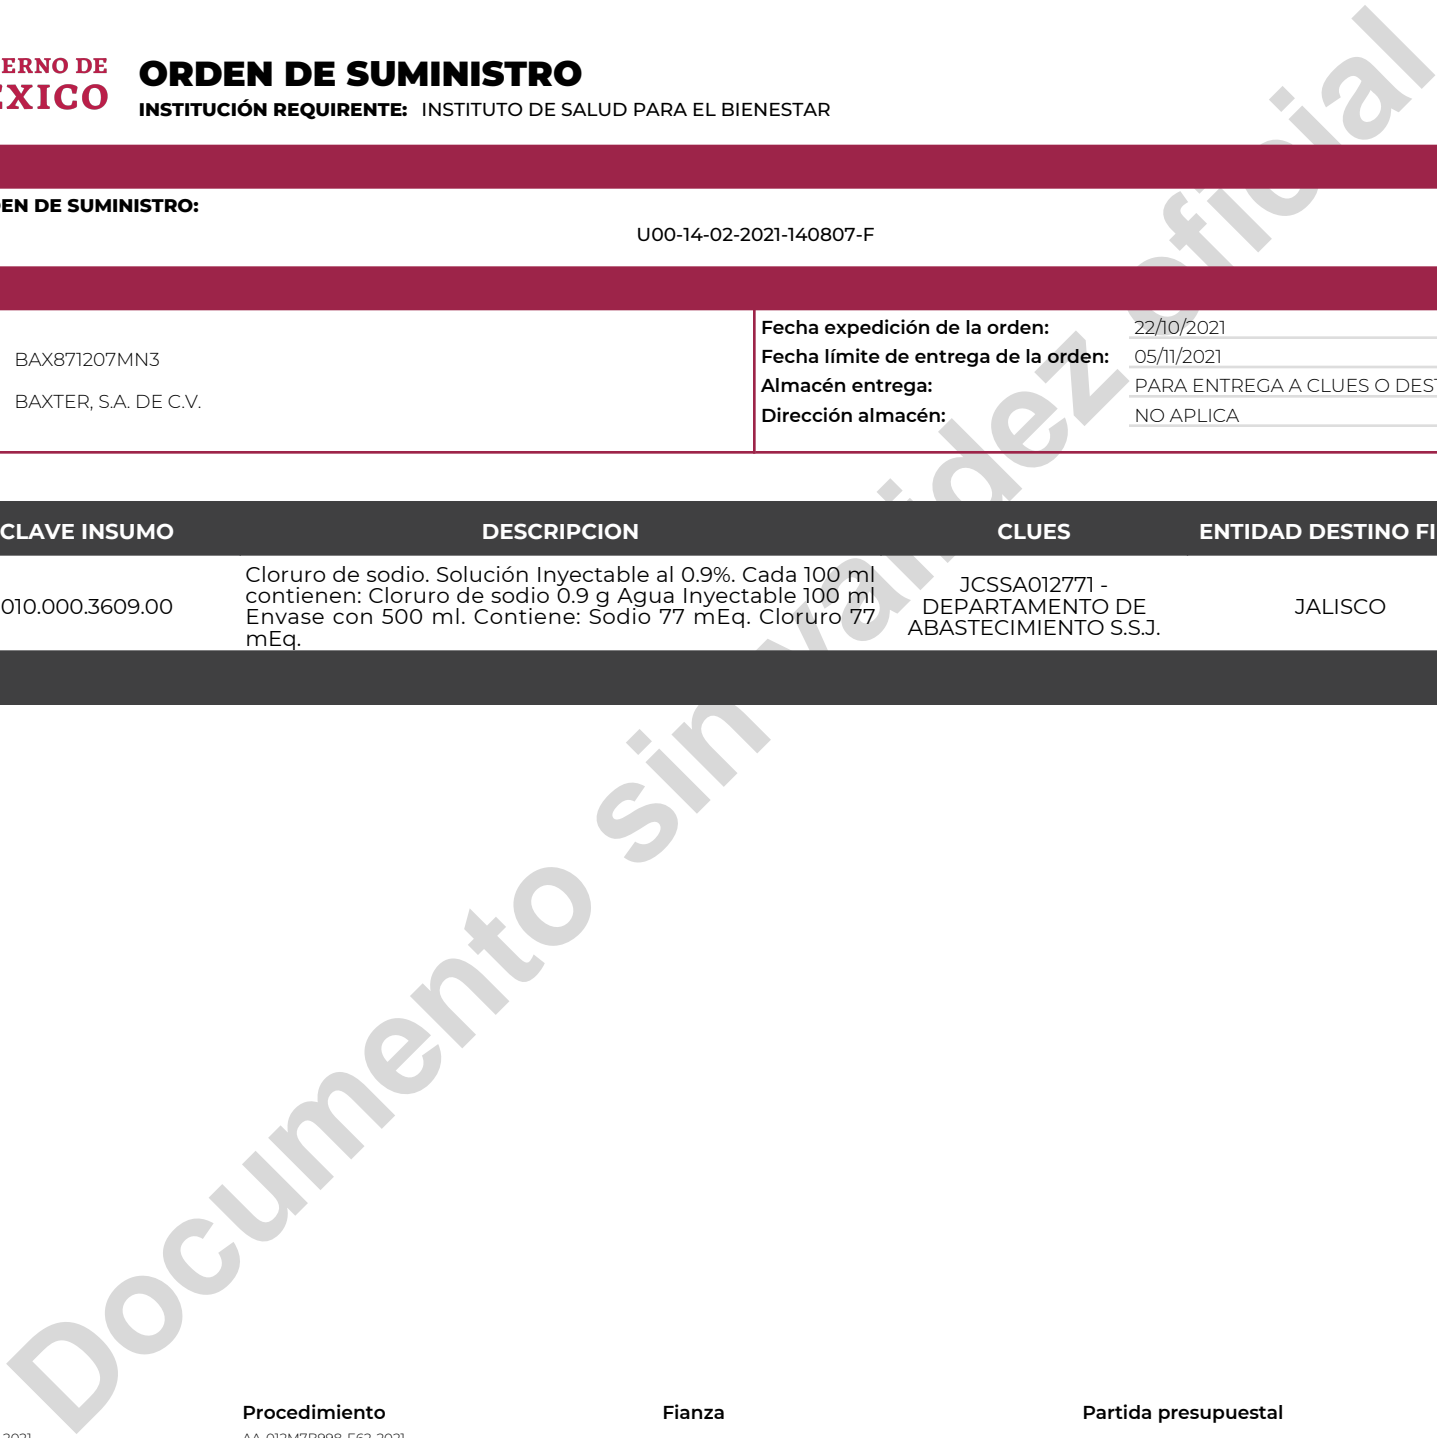 ERNO DE
ÉXICO
ORDEN DE SUMINISTRO
INSTITUCIÓN REQUIRENTE: INSTITUTO DE SALUD PARA EL BIENESTAR
EN DE SUMINISTRO:
U00-14-02-2021-140807-F
BAX871207MN3
BAXTER, S.A. DE C.V.
Fecha expedición de la orden: 22/10/2021
Fecha límite de entrega de la orden: 05/11/2021
Almacén entrega: PARA ENTREGA A CLUES O DEST
Dirección almacén: NO APLICA
CLAVE INSUMO DESCRIPCION CLUES ENTIDAD DESTINO FI
010.000.3609.00
Cloruro de sodio. Solución Inyectable al 0.9%. Cada 100 ml
contienen: Cloruro de sodio 0.9 g Agua Inyectable 100 ml
Envase con 500 ml. Contiene: Sodio 77 mEq. Cloruro 77
mEq.
JCSSA012771 -
DEPARTAMENTO DE
ABASTECIMIENTO S.S.J.
JALISCO
Documento sin validez oficial
Procedimiento Fianza Partida presupuestal